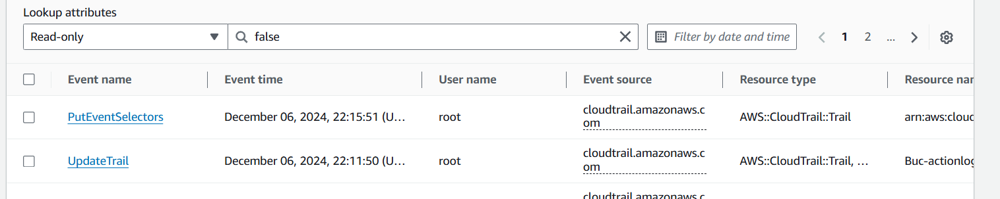 Lookup attributes
Read-only false Filter by date and time 1 2 ...
Event name Event time User name Event source Resource type Resource nar
PutEventSelectors December 06, 2024, 22:15:51 (U... root cloudtrail.amazonaws.c AWS::CloudTrail::Trail arn:aws:cloud
om
UpdateTrail December 06, 2024, 22:11:50 (U... root cloudtrail.amazonaws.c AWS::CloudTrail::Trail, ... Buc-actionlog
om
cloudtrail.amazonaws.c